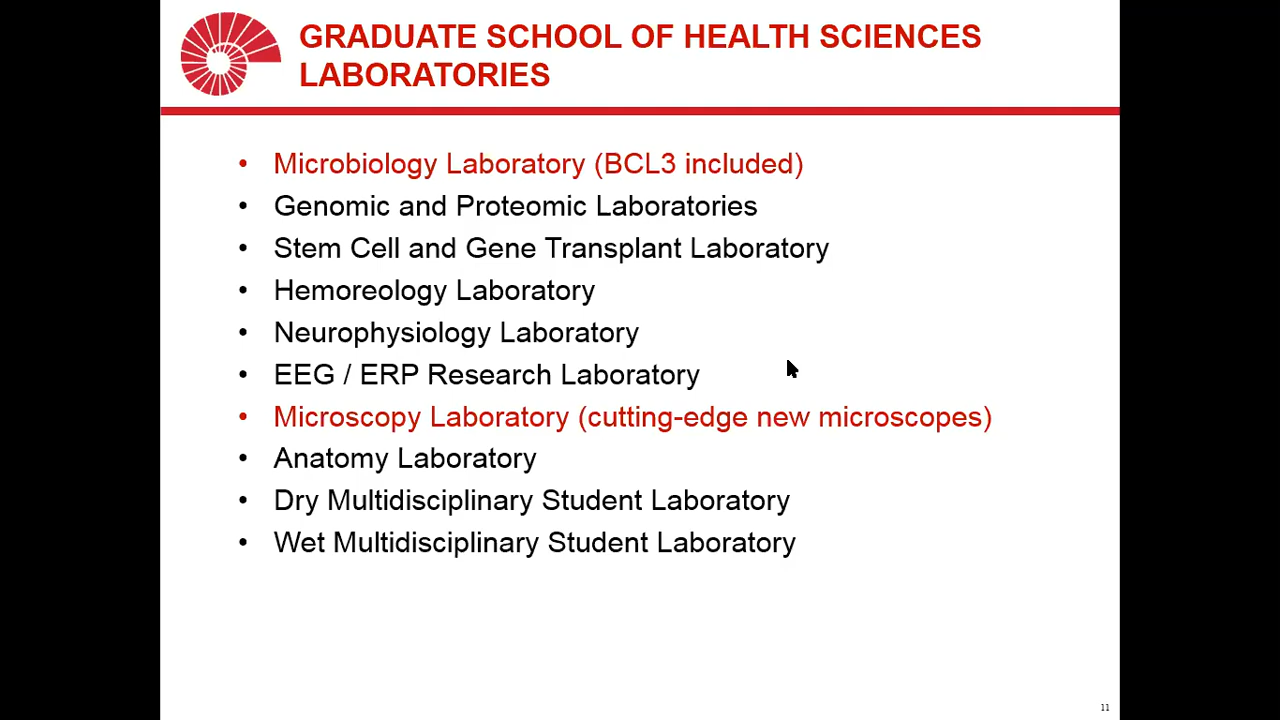 GRADUATE SCHOOL OF HEALTH SCIENCES
LABORATORIES
• Microbiology Laboratory (BCL3 included)
• Genomic and Proteomic Laboratories
• Stem Cell and Gene Transplant Laboratory
• Hemoreology Laboratory
• Neurophysiology Laboratory
• EEG / ERP Research Laboratory
• Microscopy Laboratory (cutting-edge new microscopes)
• Anatomy Laboratory
• Dry Multidisciplinary Student Laboratory
• Wet Multidisciplinary Student Laboratory
11